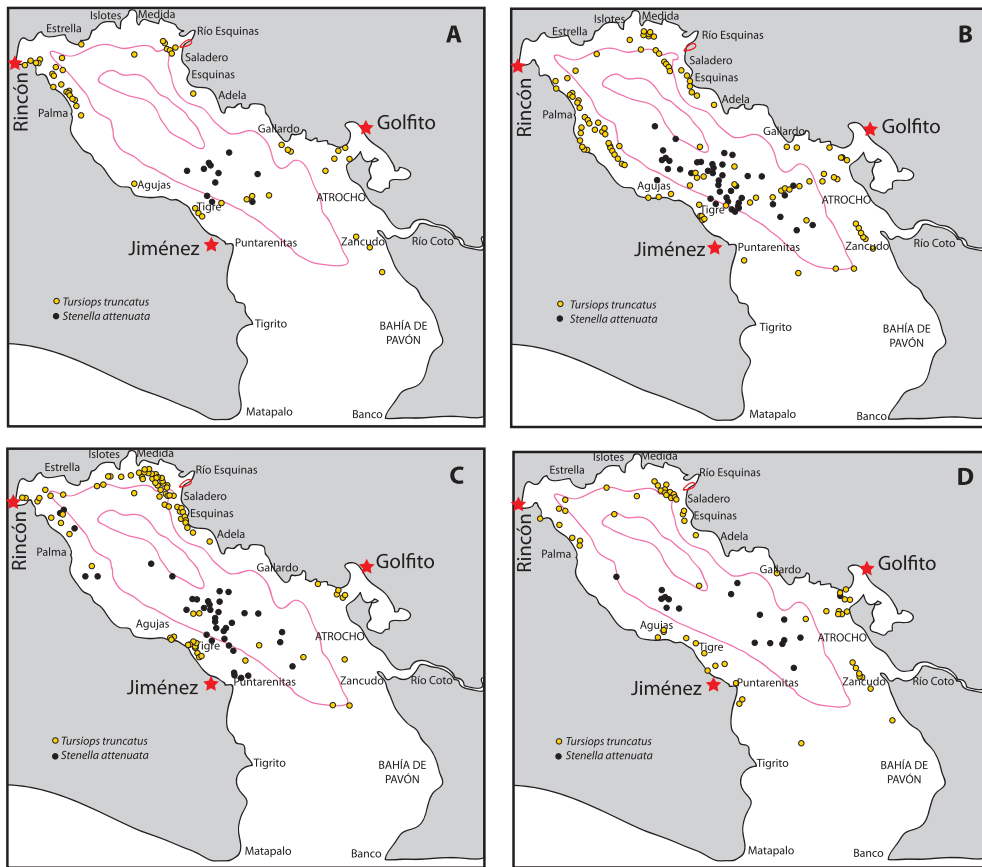 A
Medida
Islotes
Estrella
Río Esquinas
Saladero
Esquinas
Rincón
Adela
Palma
Golfito
Gallardo
Agujas
ATROCHO
Tigre
Jiménez
Puntarenitas
Zancudo
Río Coto
Tursiops truncatus
Stenella attenuata
Tigrito
BAHÍA DE
PAVÓN
Matapalo
Banco
B
Medida
Islotes
Estrella
Río Esquinas
Saladero
Esquinas
Rincón
Adela
Palma
Golfito
Gallardo
Agujas
ATROCHO
Tigre
Jiménez
Puntarenitas
Zancudo
Río Coto
Tursiops truncatus
Stenella attenuata
Tigrito
BAHÍA DE
PAVÓN
Matapalo
Banco
C
Medida
Islotes
Estrella
Río Esquinas
Saladero
Esquinas
Rincón
Adela
Palma
Golfito
Gallardo
Agujas
ATROCHO
Tigre
Jiménez
Puntarenitas
Zancudo
Río Coto
Tursiops truncatus
Stenella attenuata
Tigrito
BAHÍA DE
PAVÓN
Matapalo
Banco
D
Medida
Islotes
Estrella
Río Esquinas
Saladero
Esquinas
Rincón
Adela
Palma
Golfito
Gallardo
Agujas
ATROCHO
Tigre
Jiménez
Puntarenitas
Zancudo
Río Coto
Tursiops truncatus
Stenella attenuata
Tigrito
BAHÍA DE
PAVÓN
Matapalo
Banco